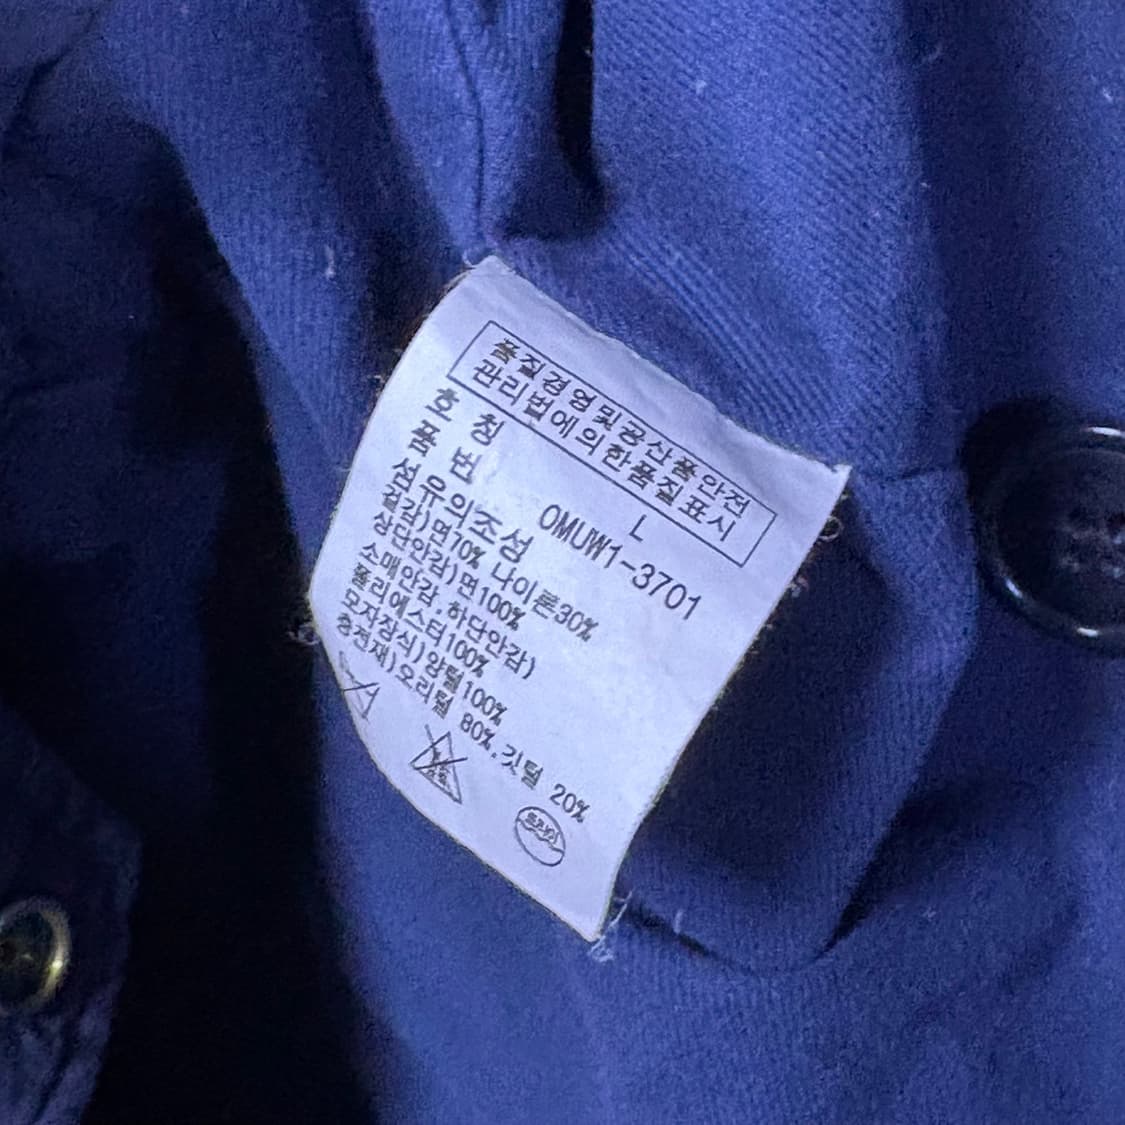 품질경영및공산품안전
관리법에의한품질표시
호 칭 L
품 번 OMUW1-3701
섬유의조성
겉감)면70% 나이론30%
상단안감)면100%
소매안감,하단안감)
폴리에스터100%
모자장식)양털100%
충전재)오리털 80%,깃털 20%
드라이